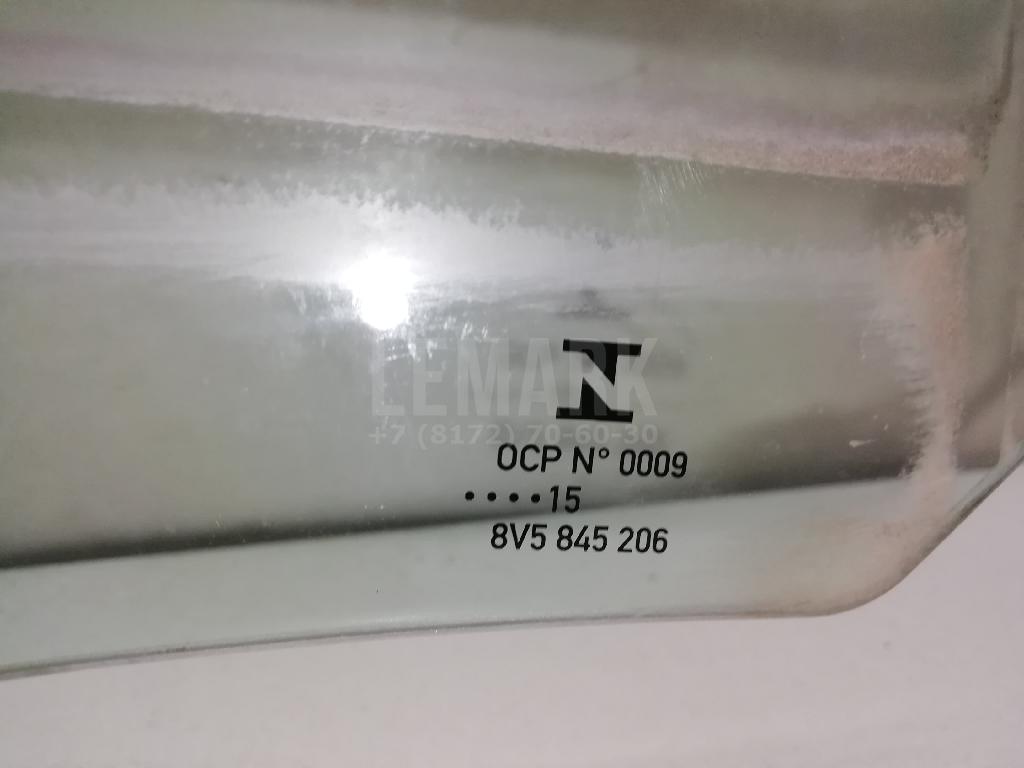 N
LEMARK
+7 (8172) 70-60-30
OCP N° 0009
••••15
8V5 845 206